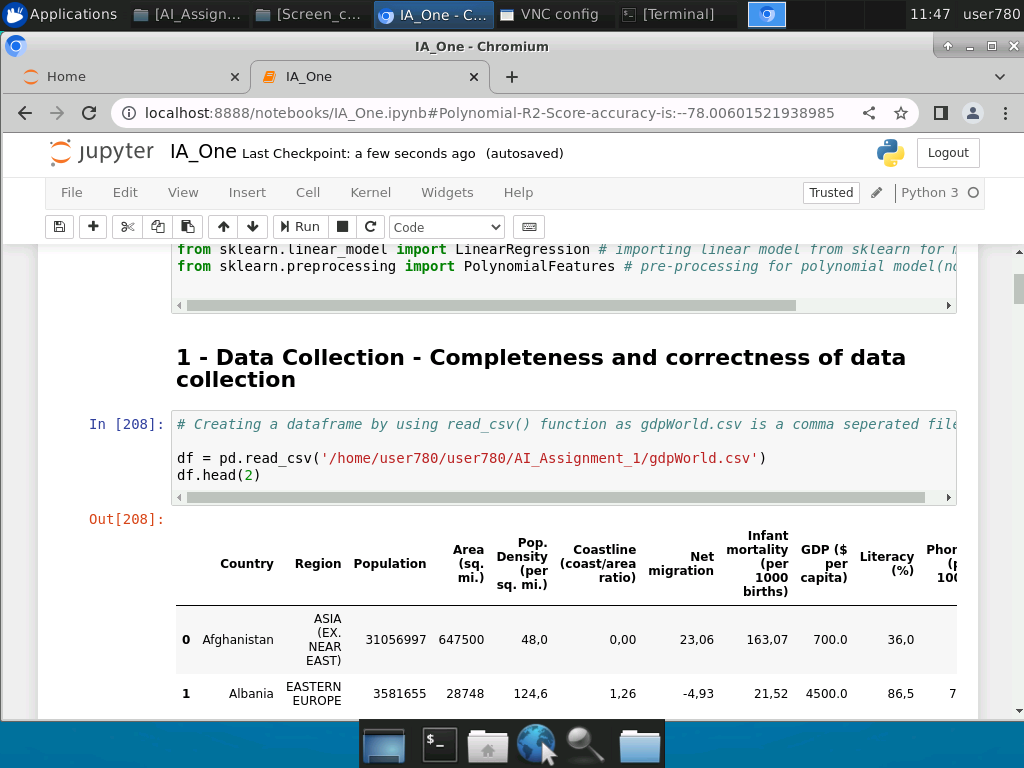 Applications [AI_Assign... [Screen_c... IA_One - C... VNC config [Terminal] 11:47 user780
IA_One - Chromium
Home IA_One
localhost:8888/notebooks/IA_One.ipynb#Polynomial-R2-Score-accuracy-is:--78.00601521938985
jupyter IA_One Last Checkpoint: a few seconds ago (autosaved) Logout
File Edit View Insert Cell Kernel Widgets Help Trusted Python 3
Run Code
from sklearn.linear_model import LinearRegression # importing linear model from sklearn for
from sklearn.preprocessing import PolynomialFeatures # pre-processing for polynomial model(
1 - Data Collection - Completeness and correctness of data
collection
In [208]: # Creating a dataframe by using read_csv() function as gdpWorld.csv is a comma seperated file
df = pd.read_csv('/home/user780/user780/AI_Assignment_1/gdpWorld.csv')
df.head(2)
Out[208]:
Country Region Population Area (sq. mi.) Pop. Density (per sq. mi.) Coastline (coast/area ratio) Net migration Infant mortality (per 1000 births) GDP ($ per capita) Literacy (%)
0 Afghanistan ASIA (EX. NEAR EAST) 31056997 647500 48,0 0,00 23,06 163,07 700.0 36,0
1 Albania EASTERN EUROPE 3581655 28748 124,6 1,26 -4,93 21,52 4500.0 86,5 7